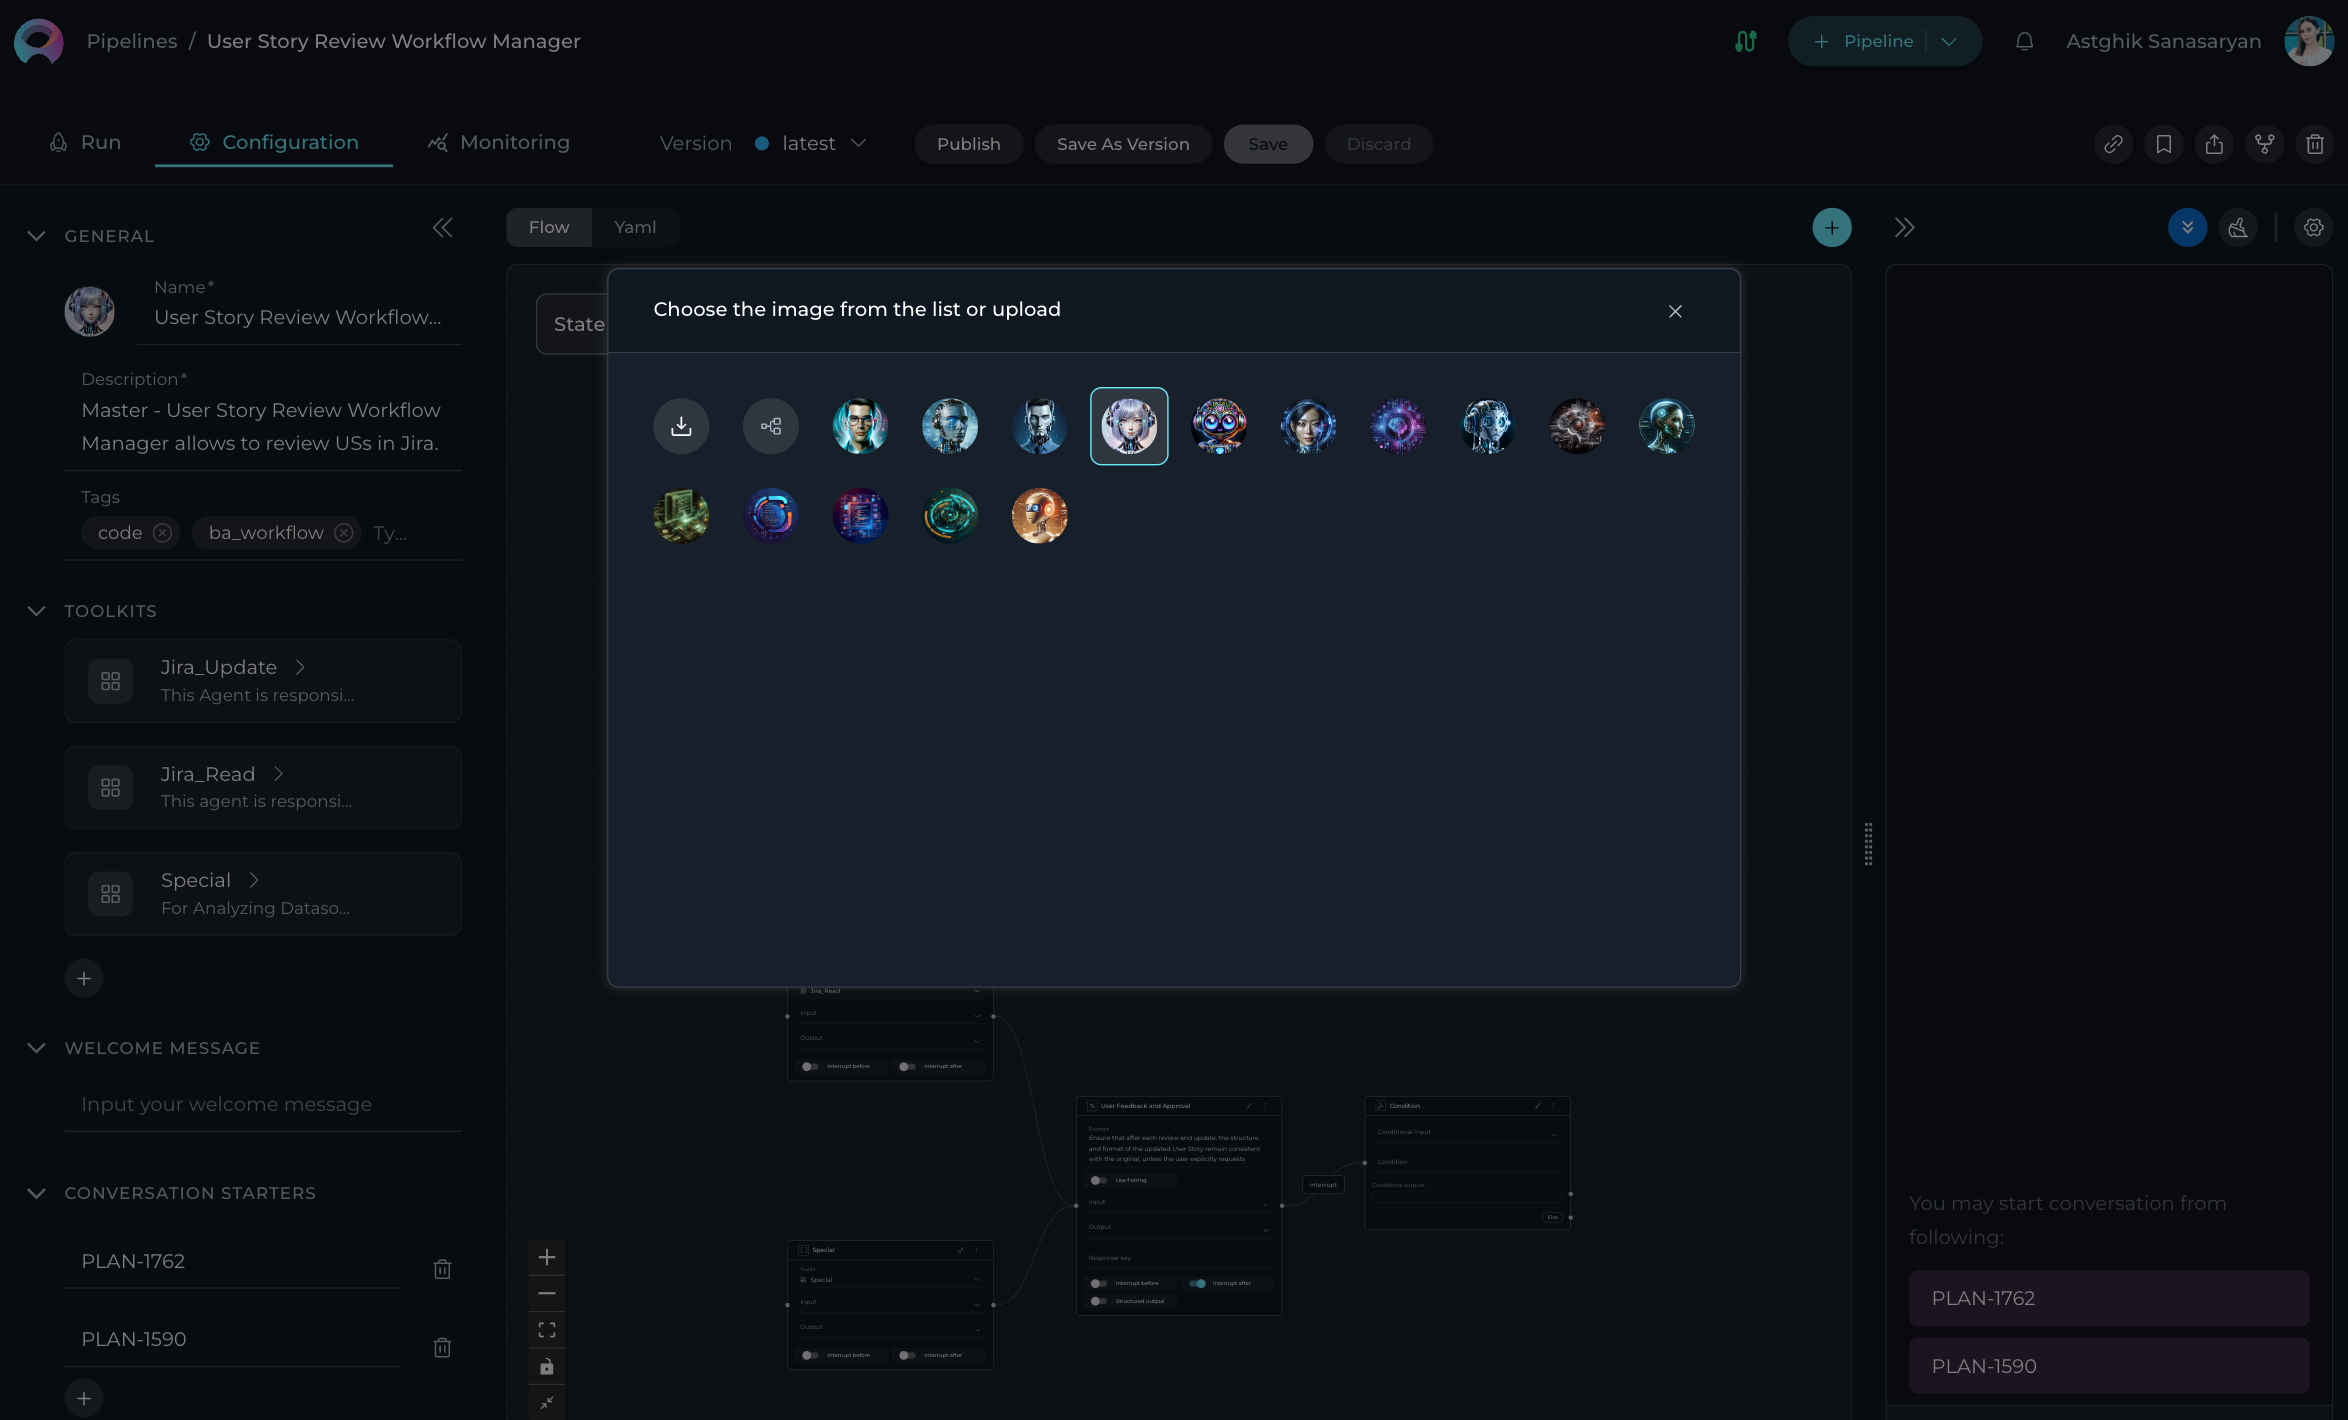 Pipelines / User Story Review Workflow Manager
Pipeline
Astghik Sanasaryan
Run
Configuration
Monitoring
Version
latest
Publish
Save As Version
Save
Discard
GENERAL
Name*
User Story Review Workflow...
Description*
Master - User Story Review Workflow
Manager allows to review USs in Jira.
Tags
code
ba_workflow
Ty...
TOOLKITS
Jira_Update
This Agent is responsi...
Jira_Read
This agent is responsi...
Special
For Analyzing Dataso...
WELCOME MESSAGE
Input your welcome message
CONVERSATION STARTERS
PLAN-1762
PLAN-1590
Flow
Yaml
State
Choose the image from the list or upload
Jira_Read
Input
Output
Interrupt before
Interrupt after
Special
Special
Input
Output
Interrupt before
Interrupt after
User Feedback and Approval
Prompt
Ensure that after each review and update, the structure
and format of the updated User Story remain consistent
with the original, unless the user explicitly requests
Use f-string
Input
Output
Response key
Interrupt before
Interrupt after
Structured output
interrupt
Condition
Conditional input
Condition
Conditional outputs
Else
You may start conversation from
following:
PLAN-1762
PLAN-1590